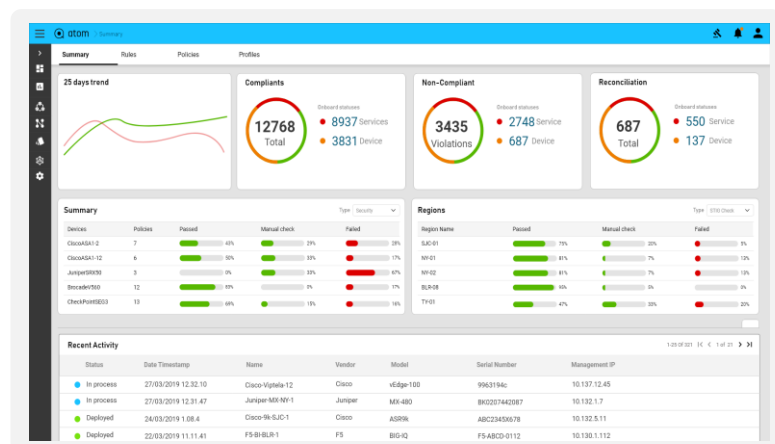 atom > Summary
Summary Rules Policies Profiles
25 days trend
Compliants
Onboard statuses
12768
Total
8937 Services
3831 Device
Non-Compliant
Onboard statuses
3435
Violations
2748 Service
687 Device
Reconciliation
Onboard statuses
687
Total
550 Service
137 Device
Summary
Type Security
Devices Policies Passed Manual check Failed
CiscoASA1-2 7 43% 29% 28%
CiscoASA1-12 6 50% 33% 17%
JuniperSRX50 3 0% 33% 67%
BrocadeV560 12 83% 0% 17%
CheckPointSD33 13 69% 15% 16%
Regions
Type 5700 Check
Region Name Passed Manual check Failed
SJC-01 75% 20% 5%
NY-01 81% 7% 12%
NY-02 81% 7% 12%
BLR-08
TY-01 47% 33% 20%
Recent Activity
1-25 Of 321 1 of 21
Status Date Timestamp Name Vendor Model Serial Number Management IP
In process 27/03/2019 12.32.10 Cisco-Viptela-12 Cisco vEdge-100 9963194c 10.137.12.45
In process 27/03/2019 12.31.47 Juniper-MX-NY-1 Juniper MX-480 8K0207442087 10.132.1.7
Deployed 24/03/2019 1.08.4 Cisco-9k-SJC-1 Cisco ASR9k ABC2345X678 10.132.5.11
Deployed 22/03/2019 11.11.41 F5-BI-BLR-1 F5 BIG-IQ F5-ABCD-0112 10.130.1.112